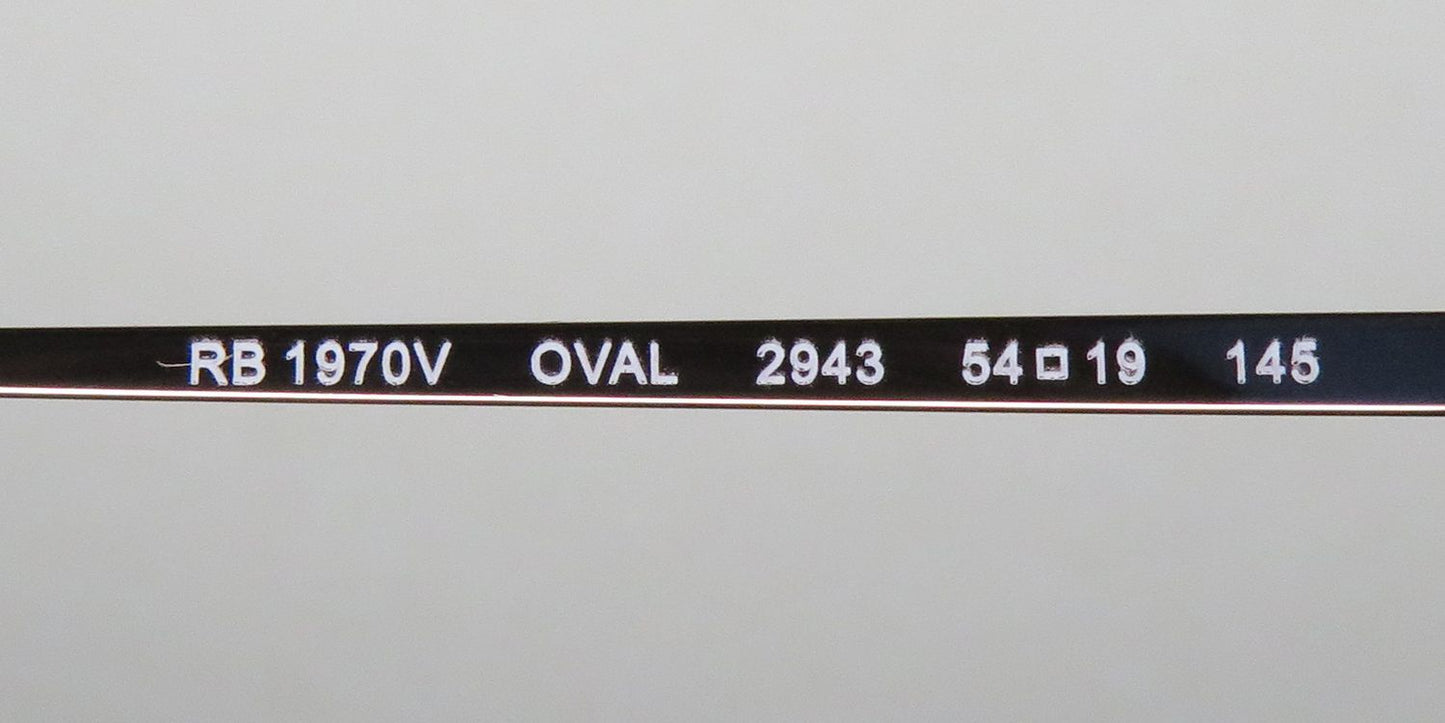 RB 1970V OVAL 2943 54□19 145